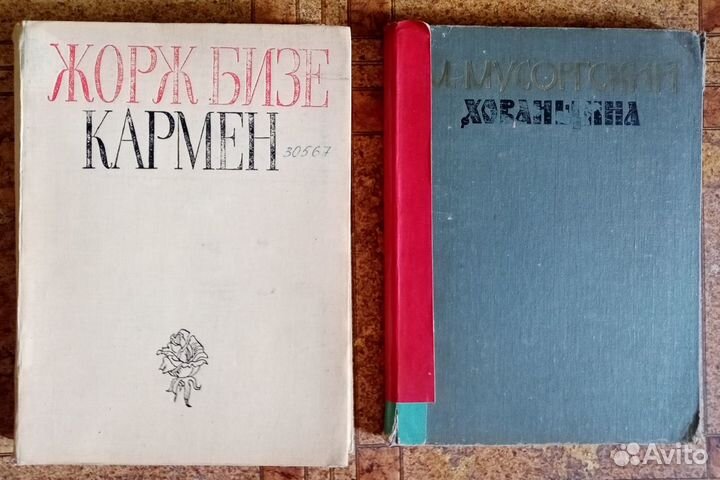 ЖОРЖ БИЗЕ
КАРМЕН
30567
М. МУСОРГСКИЙ
ХОВАНЩИНА
Avito